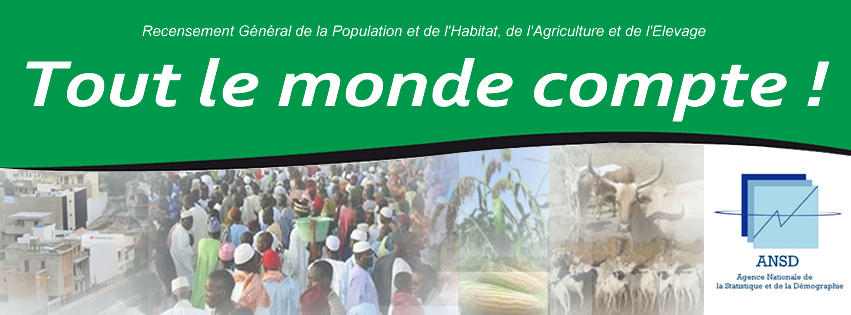 Recensement Général de la Population et de l'Habitat, de l'Agriculture et de l'Elevage
Tout le monde compte !
ANSD
Agence Nationale de
la Statistique et de la Démographie